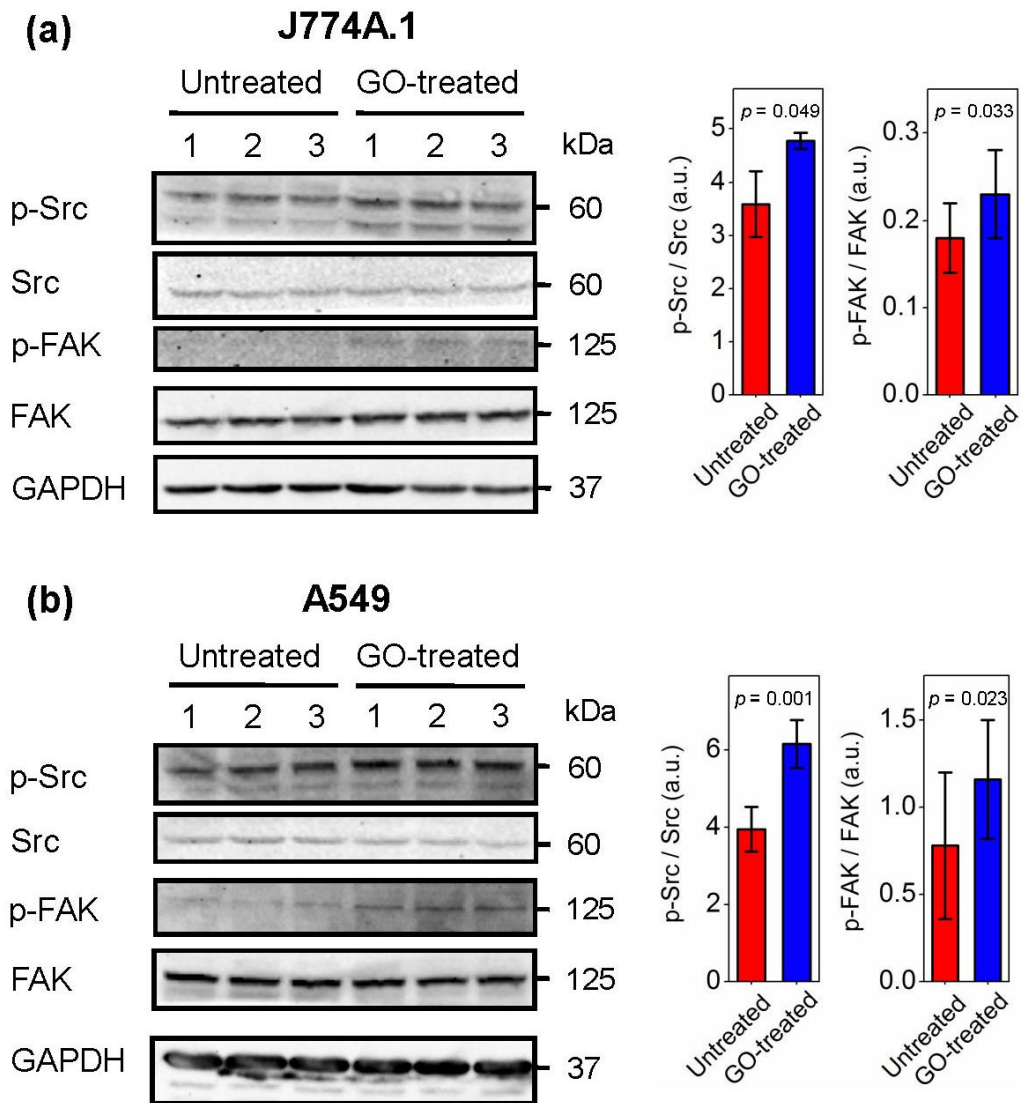 (a) J774A.1
Untreated GO-treated
1 2 3 1 2 3 kDa
p-Src 60
Src 60
p-FAK 125
FAK 125
GAPDH 37
p = 0.049
p-Src / Src (a.u.)
5
4
3
2
1
0
Untreated
GO-treated
p = 0.033
p-FAK / FAK (a.u.)
0.3
0.2
0.1
0.0
Untreated
GO-treated
(b) A549
Untreated GO-treated
1 2 3 1 2 3 kDa
p-Src 60
Src 60
p-FAK 125
FAK 125
GAPDH 37
p = 0.001
p-Src / Src (a.u.)
6
4
2
0
Untreated
GO-treated
p = 0.023
p-FAK / FAK (a.u.)
1.5
1.0
0.5
0.0
Untreated
GO-treated